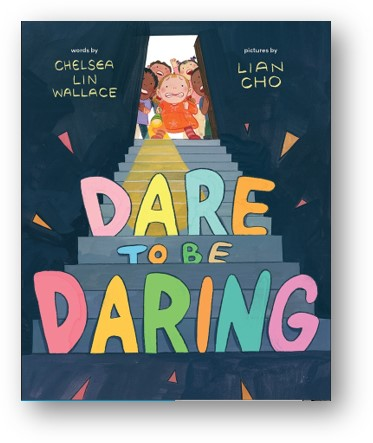 words by
CHELSEA
LIN
WALLACE
pictures by
LIAN
CHO
DARE
TO BE
DARING